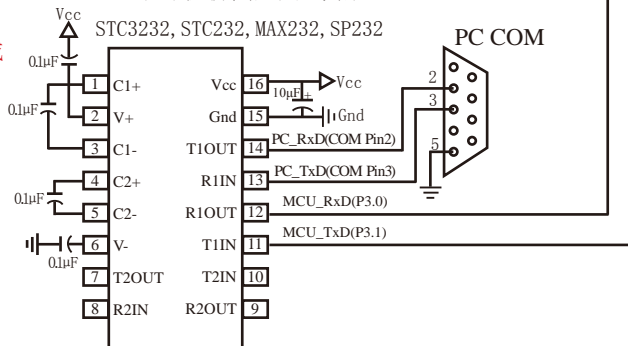 Vcc
STC3232, STC232, MAX232, SP232
PC COM
0.1μF
1 C1+ Vcc 16 Vcc
10μF +
0.1μF
2 V+ Gnd 15 Gnd
2
3
3 C1- T1OUT 14 PC_RxD(COM Pin2)
5
4 C2+ R1IN 13 PC_TxD(COM Pin3)
0.1μF
5 C2- R1OUT 12 MCU_RxD(P3.0)
6 V- T1IN 11 MCU_TxD(P3.1)
0.1μF
7 T2OUT T2IN 10
8 R2IN R2OUT 9